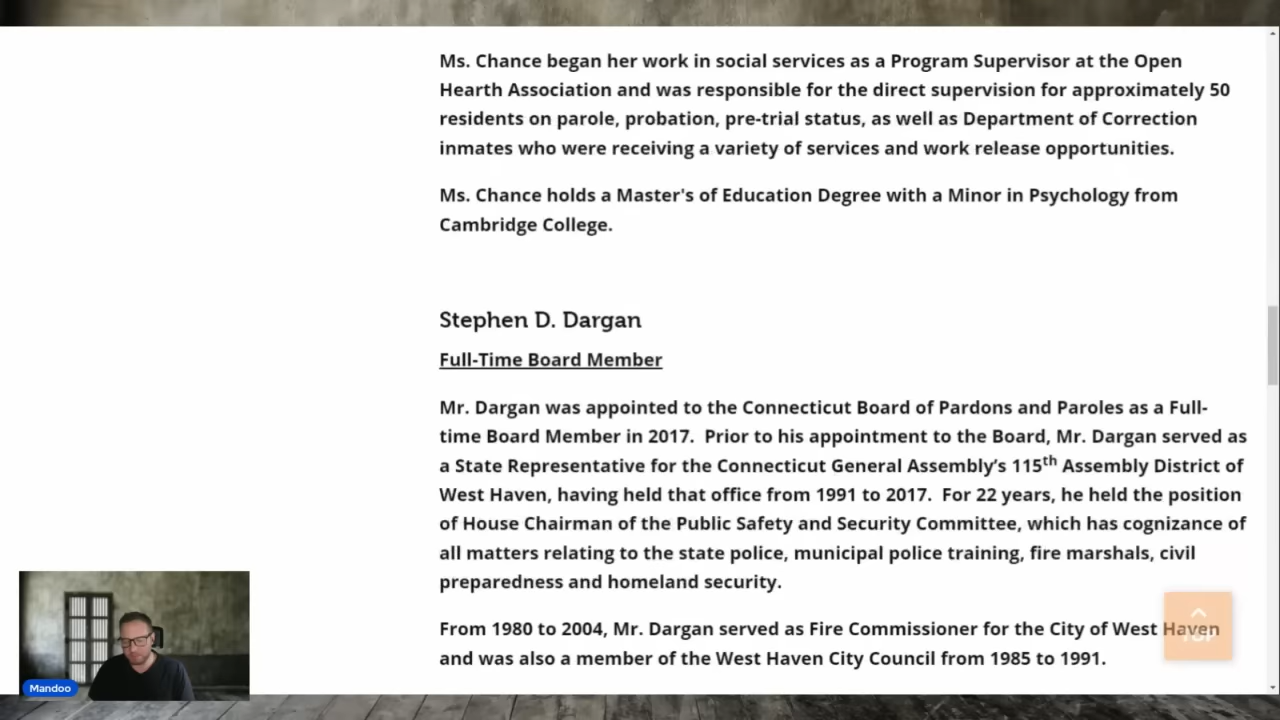 Ms. Chance began her work in social services as a Program Supervisor at the Open
Hearth Association and was responsible for the direct supervision for approximately 50
residents on parole, probation, pre-trial status, as well as Department of Correction
inmates who were receiving a variety of services and work release opportunities.
Ms. Chance holds a Master's of Education Degree with a Minor in Psychology from
Cambridge College.
Stephen D. Dargan
Full-Time Board Member
Mr. Dargan was appointed to the Connecticut Board of Pardons and Paroles as a Full-
time Board Member in 2017.  Prior to his appointment to the Board, Mr. Dargan served as
a State Representative for the Connecticut General Assembly’s 115th Assembly District of
West Haven, having held that office from 1991 to 2017.  For 22 years, he held the position
of House Chairman of the Public Safety and Security Committee, which has cognizance of
all matters relating to the state police, municipal police training, fire marshals, civil
preparedness and homeland security.
From 1980 to 2004, Mr. Dargan served as Fire Commissioner for the City of West Haven
and was also a member of the West Haven City Council from 1985 to 1991.
TOP
Mandoo